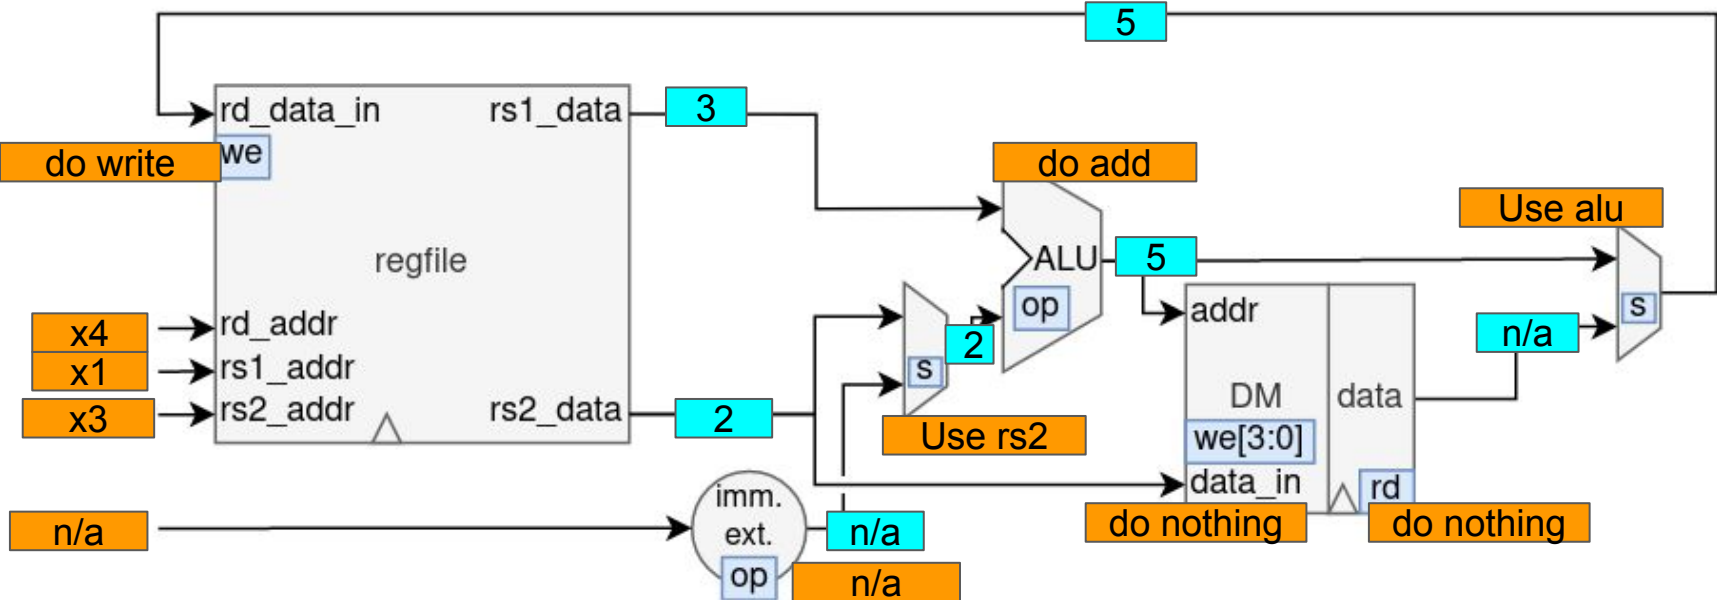 5
rd_data_in
rs1_data
3
do write
we
do add
Use alu
regfile
ALU
5
op
addr
s
x4
rd_addr
n/a
2
x1
rs1_addr
s
DM
data
x3
rs2_addr
rs2_data
2
Use rs2
we[3:0]
data_in
rd
imm.
ext.
n/a
n/a
do nothing
do nothing
op
n/a